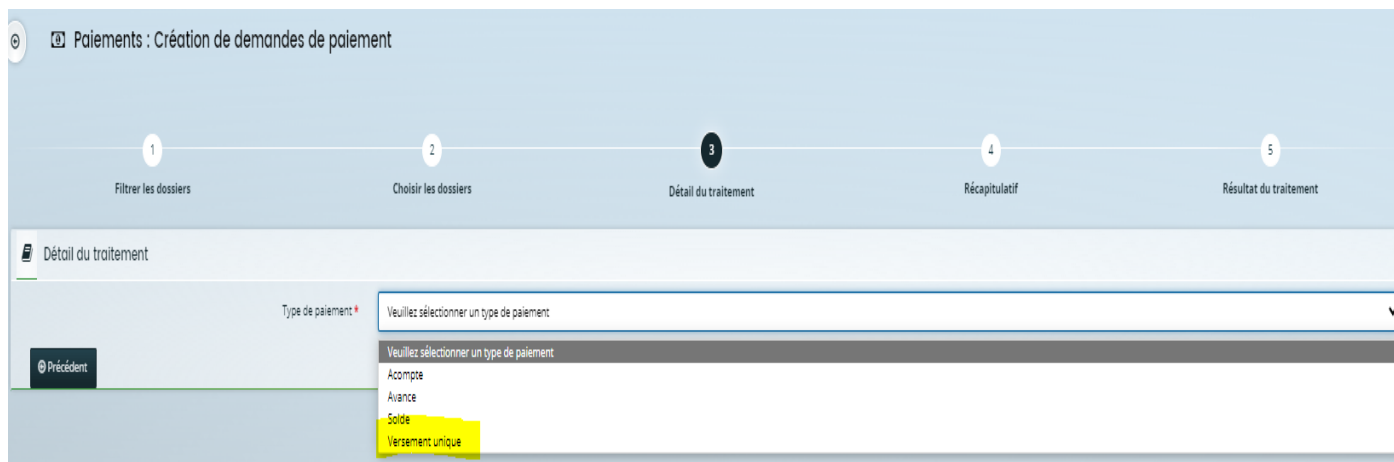 Paiements : Création de demandes de paiement
1
2
3
4
5
Filtrer les dossiers
Choisir les dossiers
Détail du traitement
Récapitulatif
Résultat du traitement
Détail du traitement
Type de paiement *
Veuillez sélectionner un type de paiement
Veuillez sélectionner un type de paiement
Précédent
Acompte
Avance
Solde
Versement unique